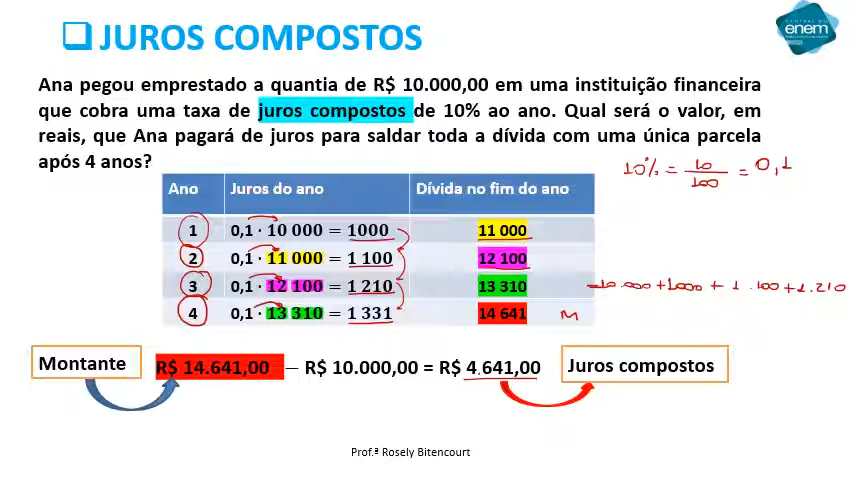 ❑ JUROS COMPOSTOS
enem
Ana pegou emprestado a quantia de R$ 10.000,00 em uma instituição financeira
que cobra uma taxa de juros compostos de 10% ao ano. Qual será o valor, em
reais, que Ana pagará de juros para saldar toda a dívida com uma única parcela
após 4 anos?
10% = 10/100 = 0,1
Ano Juros do ano Dívida no fim do ano
1 0,1 · 10 000 = 1000 11 000
2 0,1 · 11 000 = 1 100 12 100
3 0,1 · 12 100 = 1 210 13 310 10.000+1000 + 1.100+1.210
4 0,1 · 13 310 = 1 331 14 641 M
Montante R$ 14.641,00 − R$ 10.000,00 = R$ 4.641,00 Juros compostos
Prof.ª Rosely Bitencourt